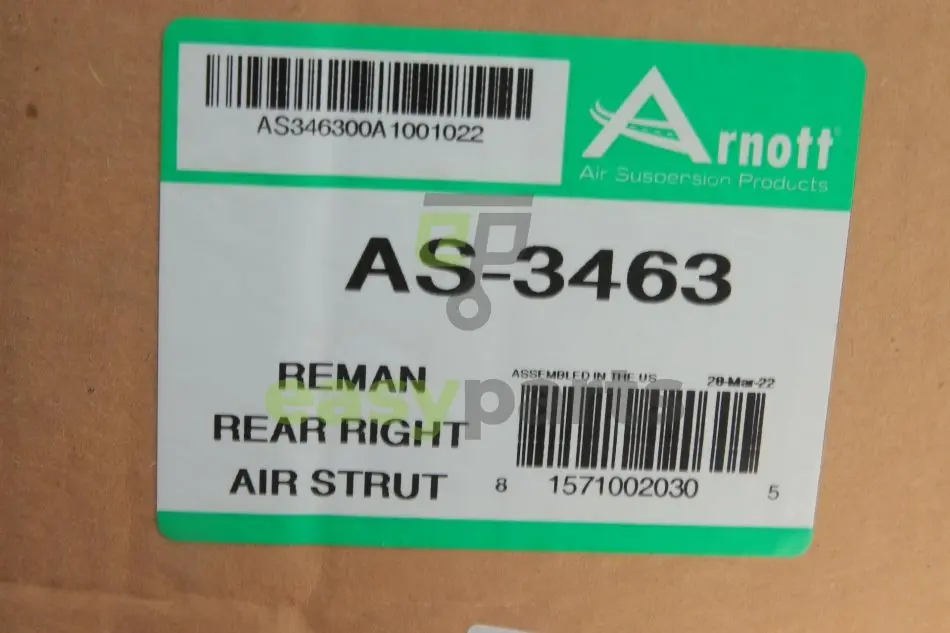 AS346300A1001022
Arnott
Air Suspension Products
AS-3463
REMAN
REAR RIGHT
AIR STRUT
ASSEMBLED IN THE US
28-Mar-22
8 1571002030 5
easyparts